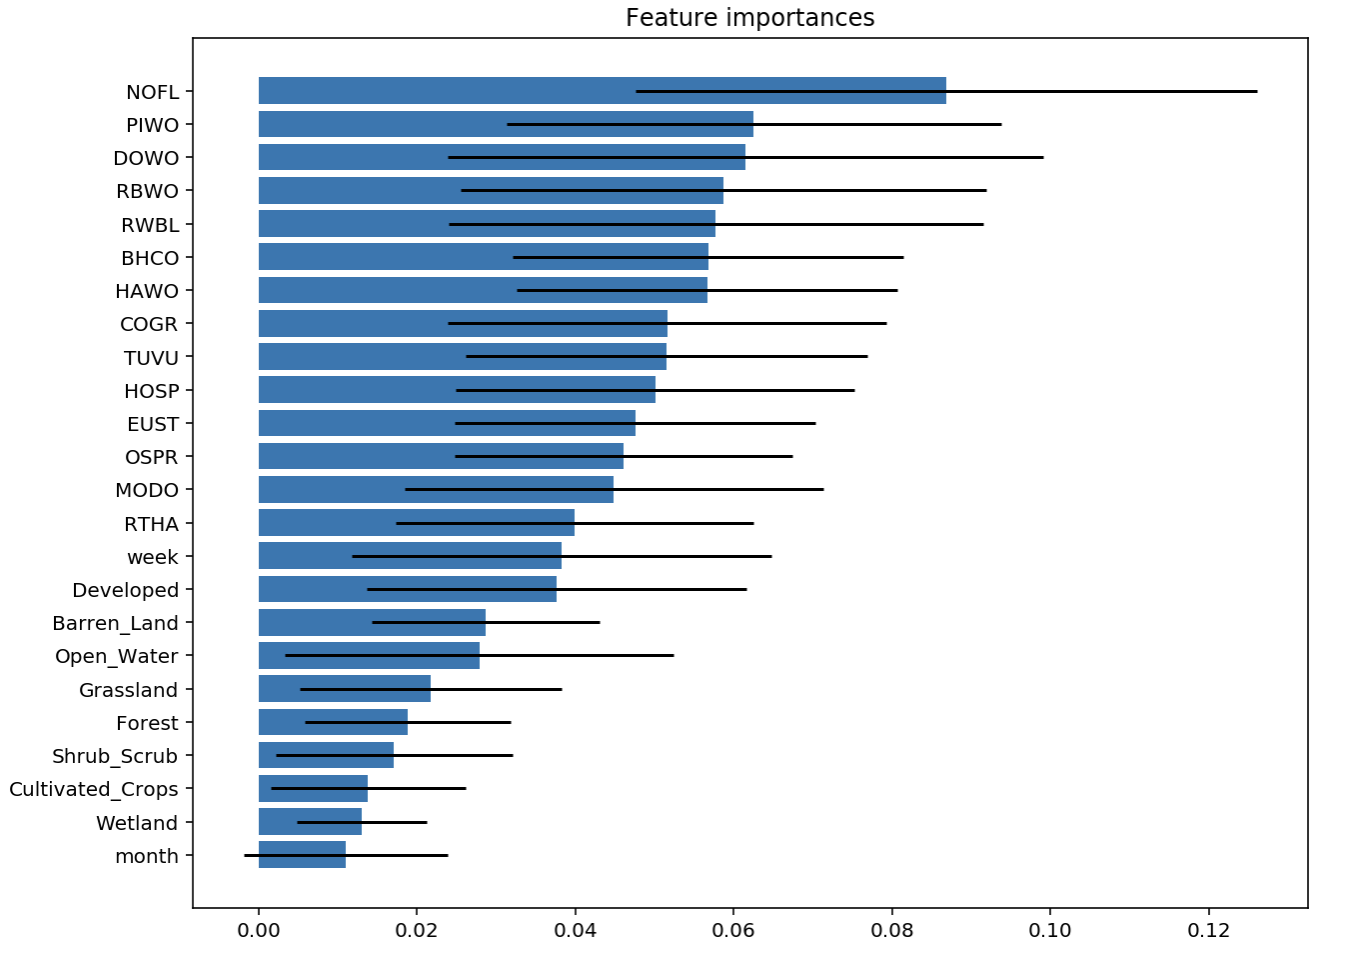 Feature importances
NOFL
PIWO
DOWO
RBWO
RWBL
BHCO
HAWO
COGR
TUVU
HOSP
EUST
OSPR
MODO
RTHA
week
Developed
Barren_Land
Open_Water
Grassland
Forest
Shrub_Scrub
Cultivated_Crops
Wetland
month
0.00 0.02 0.04 0.06 0.08 0.10 0.12